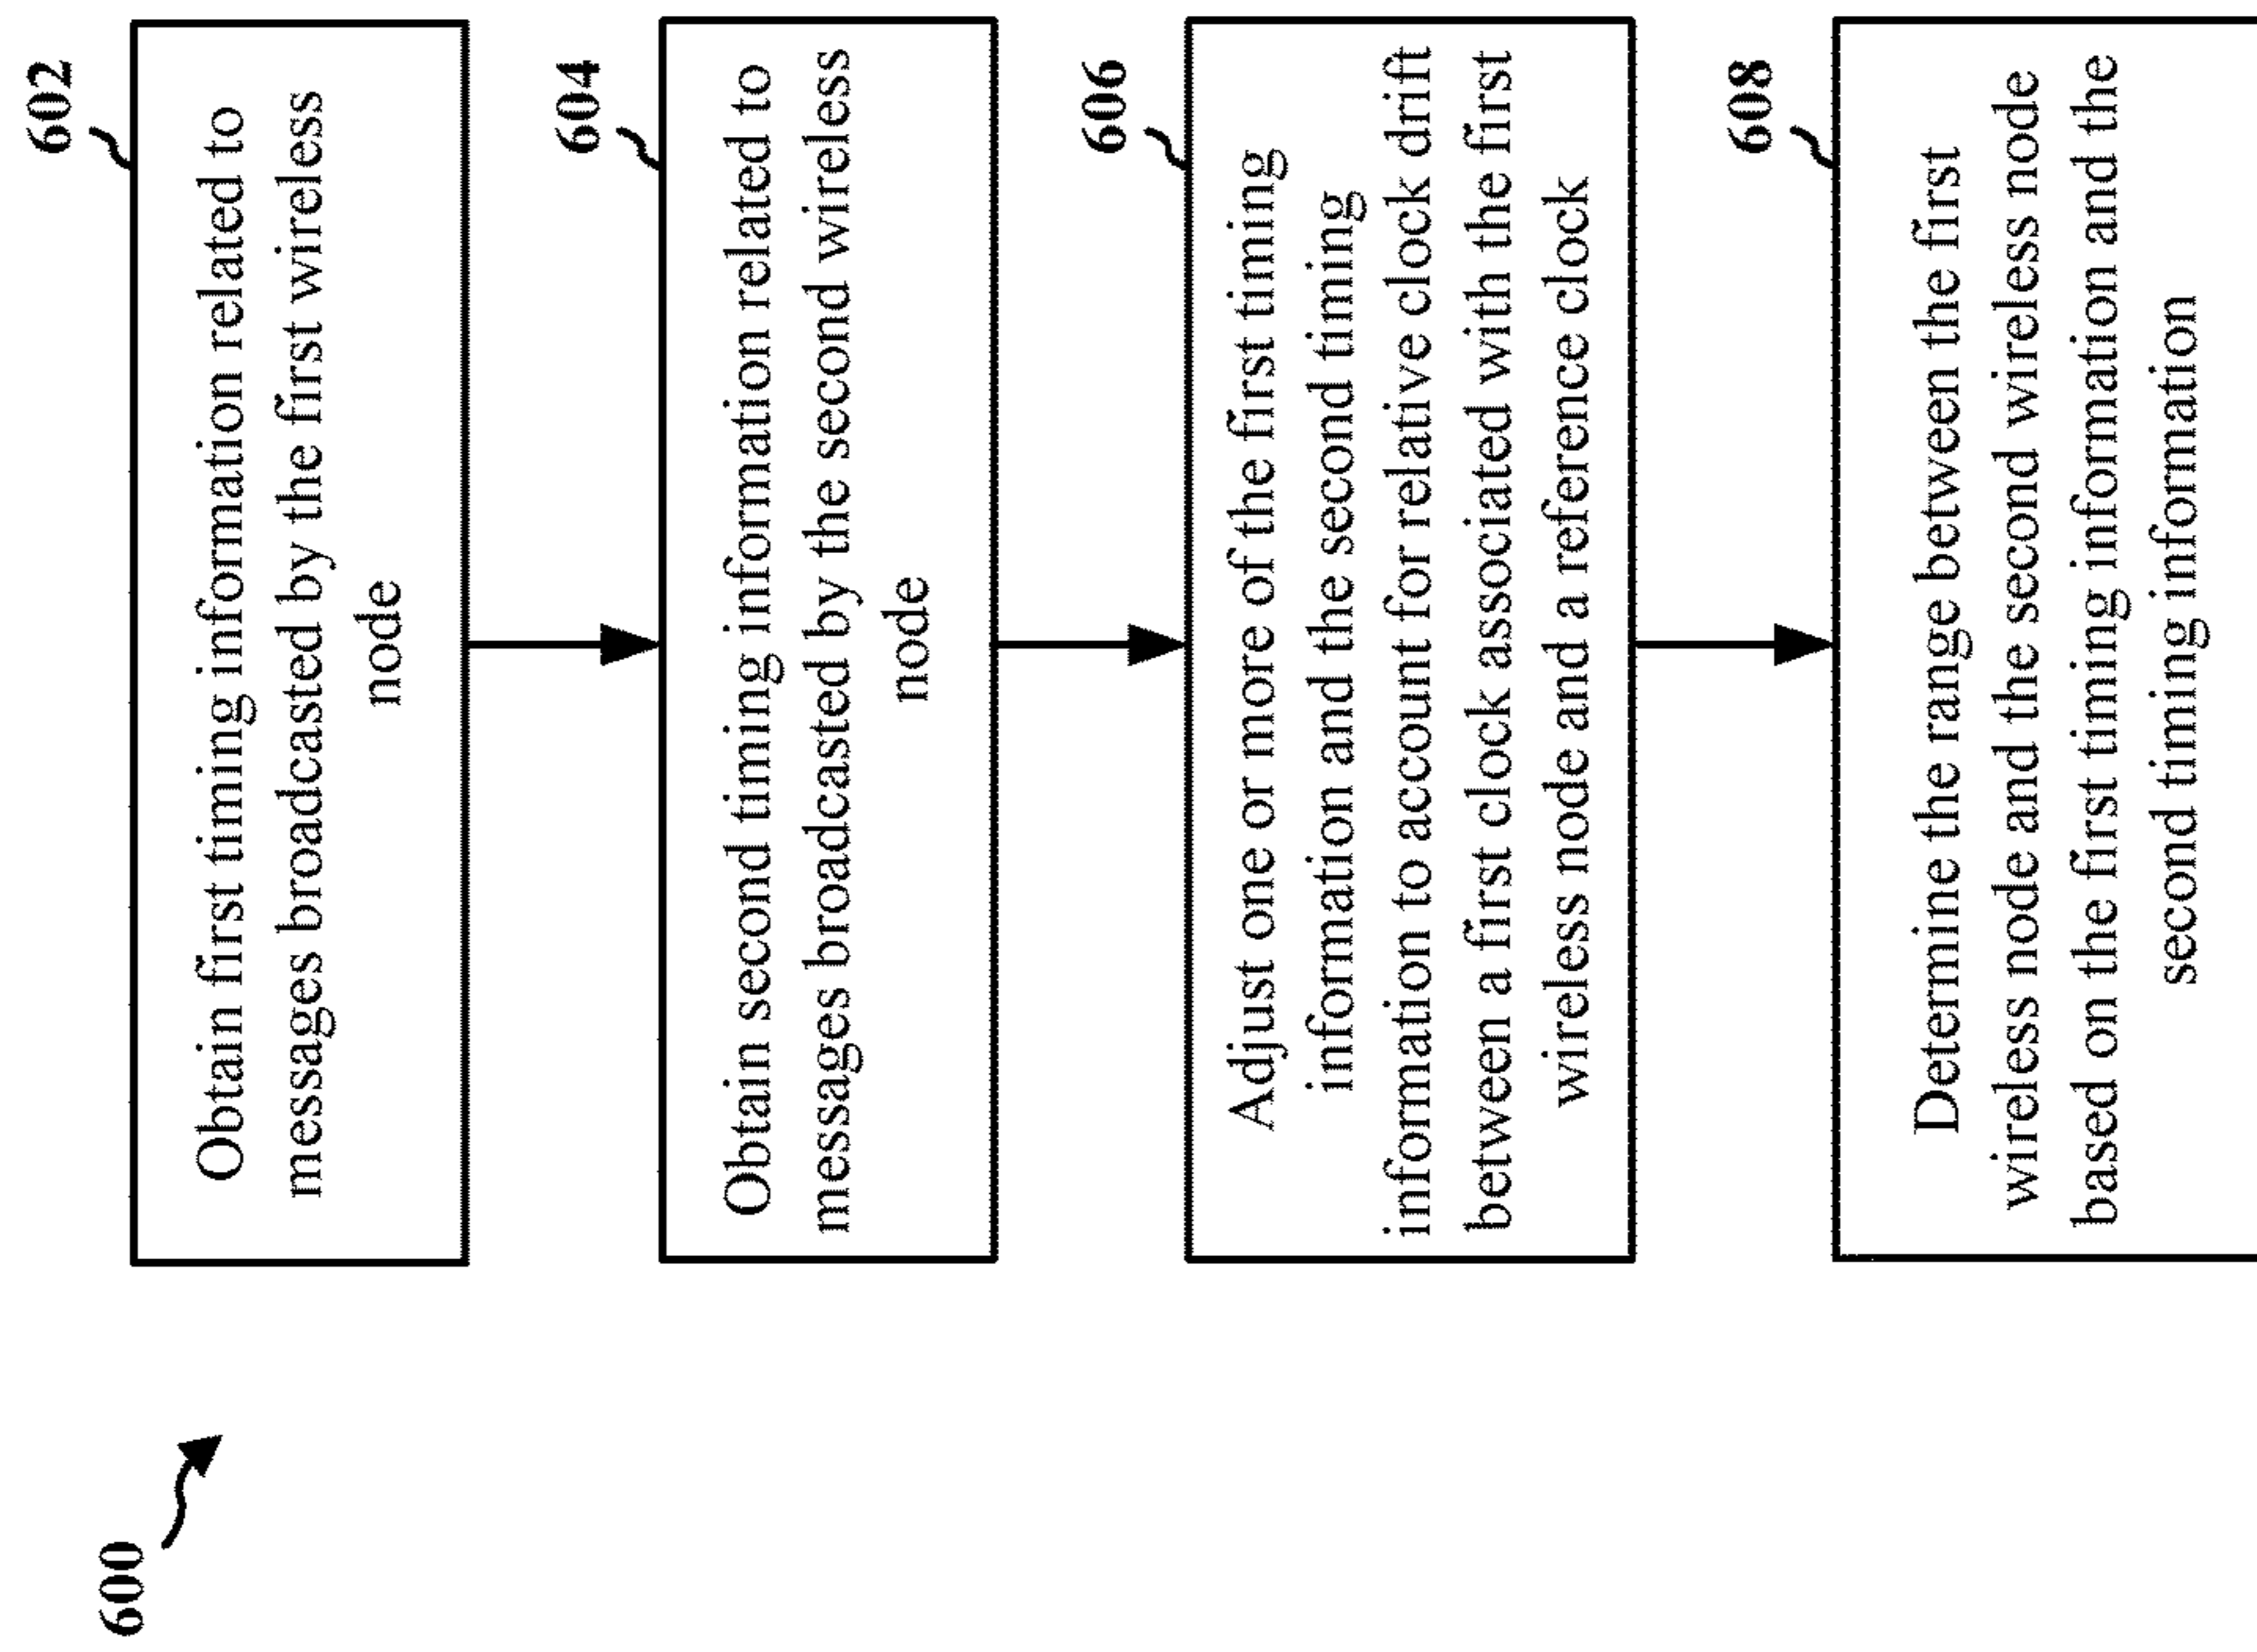 600
602
Obtain first timing information related to
messages broadcasted by the first wireless
node
604
Obtain second timing information related to
messages broadcasted by the second wireless
node
606
Adjust one or more of the first timing
information and the second timing
information to account for relative clock drift
between a first clock associated with the first
wireless node and a reference clock
608
Determine the range between the first
wireless node and the second wireless node
based on the first timing information and the
second timing information